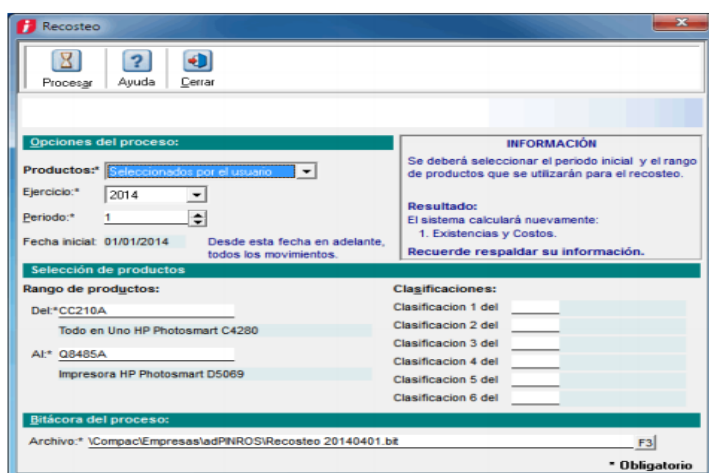 Recosteo
Procesar Ayuda Cerrar
Opciones del proceso:
Productos:* Seleccionados por el usuario
Ejercicio:* 2014
Periodo:* 1
Fecha inicial: 01/01/2014 Desde esta fecha en adelante,
todos los movimientos.
INFORMACIÓN
Se deberá seleccionar el periodo inicial y el rango
de productos que se utilizarán para el recosteo.
Resultado:
El sistema calculará nuevamente:
1. Existencias y Costos.
Recuerde respaldar su información.
Selección de productos
Rango de productos:
Del:* CC210A
Todo en Uno HP Photosmart C4280
Al:* Q8485A
Impresora HP Photosmart D5069
Clasificaciones:
Clasificacion 1 del
Clasificacion 2 del
Clasificacion 3 del
Clasificacion 4 del
Clasificacion 5 del
Clasificacion 6 del
Bitácora del proceso:
Archivo:* \Compac\Empresas\adPINROS\Recosteo 20140401.bit F3
* Obligatorio